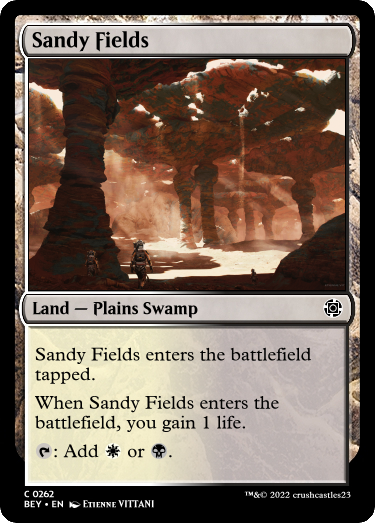 Sandy Fields
Land — Plains Swamp
Sandy Fields enters the battlefield
tapped.
When Sandy Fields enters the
battlefield, you gain 1 life.
: Add or .
C 0262
BEY • EN Etienne VITTANI
™&© 2022 crushcastles23